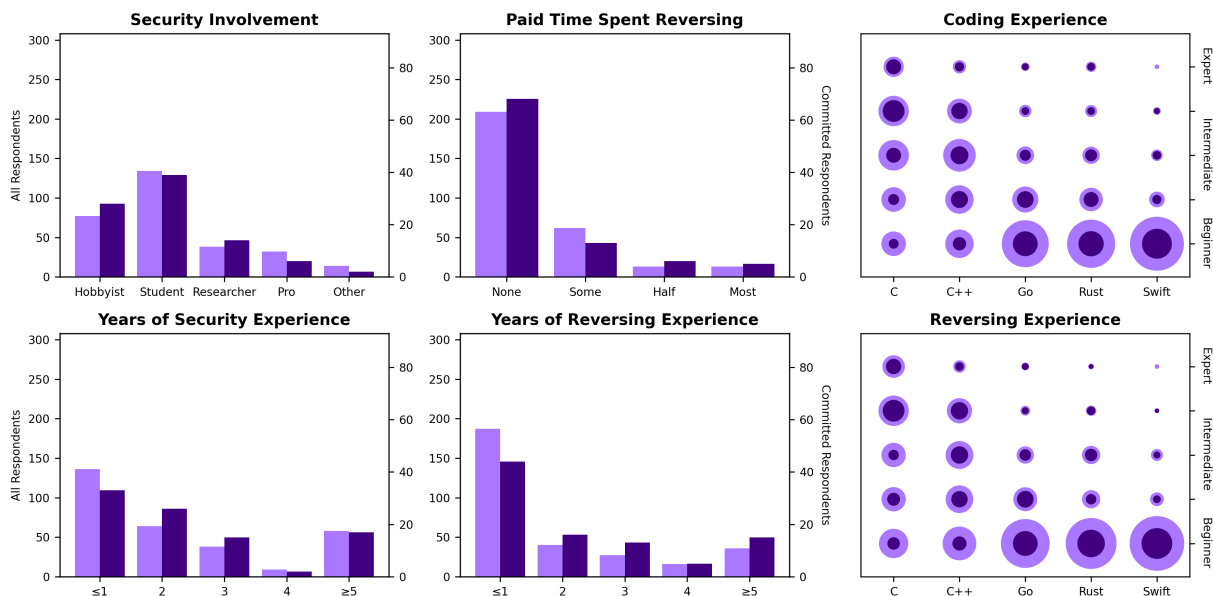 Security Involvement
All Respondents
300
250
200
150
100
50
0
80
60
40
20
0
Hobbyist Student Researcher Pro Other
Paid Time Spent Reversing
300
250
200
150
100
50
0
80
60
40
20
0
Committed Respondents
None Some Half Most
Coding Experience
Expert
Intermediate
Beginner
C C++ Go Rust Swift
Years of Security Experience
All Respondents
300
250
200
150
100
50
0
80
60
40
20
0
≤1 2 3 4 ≥5
Years of Reversing Experience
300
250
200
150
100
50
0
80
60
40
20
0
Committed Respondents
≤1 2 3 4 ≥5
Reversing Experience
Expert
Intermediate
Beginner
C C++ Go Rust Swift